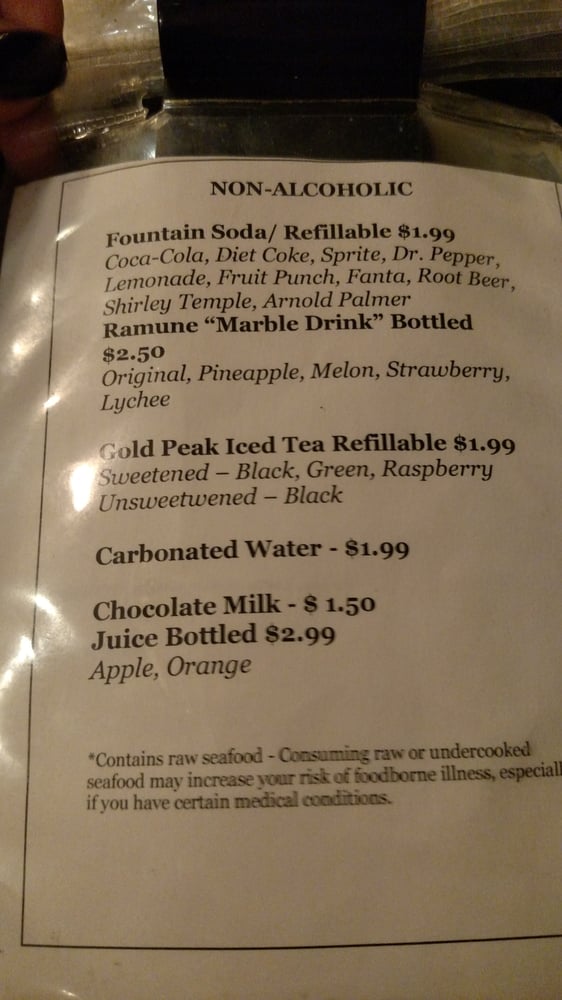 NON-ALCOHOLIC
Fountain Soda/ Refillable $1.99
Coca-Cola, Diet Coke, Sprite, Dr. Pepper,
Lemonade, Fruit Punch, Fanta, Root Beer,
Shirley Temple, Arnold Palmer
Ramune “Marble Drink” Bottled
$2.50
Original, Pineapple, Melon, Strawberry,
Lychee
Gold Peak Iced Tea Refillable $1.99
Sweetened – Black, Green, Raspberry
Unsweetwened – Black
Carbonated Water - $1.99
Chocolate Milk - $ 1.50
Juice Bottled $2.99
Apple, Orange
*Contains raw seafood - Consuming raw or undercooked
seafood may increase your risk of foodborne illness, especiall
if you have certain medical conditions.